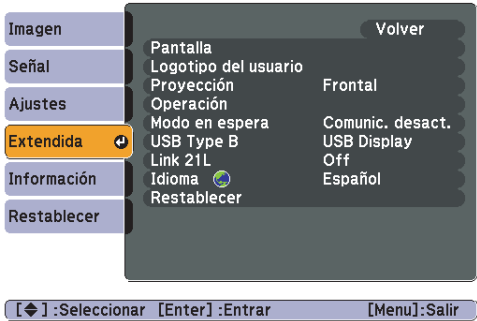 Imagen
Señal
Ajustes
Extendida
Información
Restablecer
Volver
Pantalla
Logotipo del usuario
Proyección Frontal
Operación
Modo en espera Comunic. desact.
USB Type B USB Display
Link 21L Off
Idioma Español
Restablecer
[◆] :Seleccionar [Enter] :Entrar [Menu]:Salir